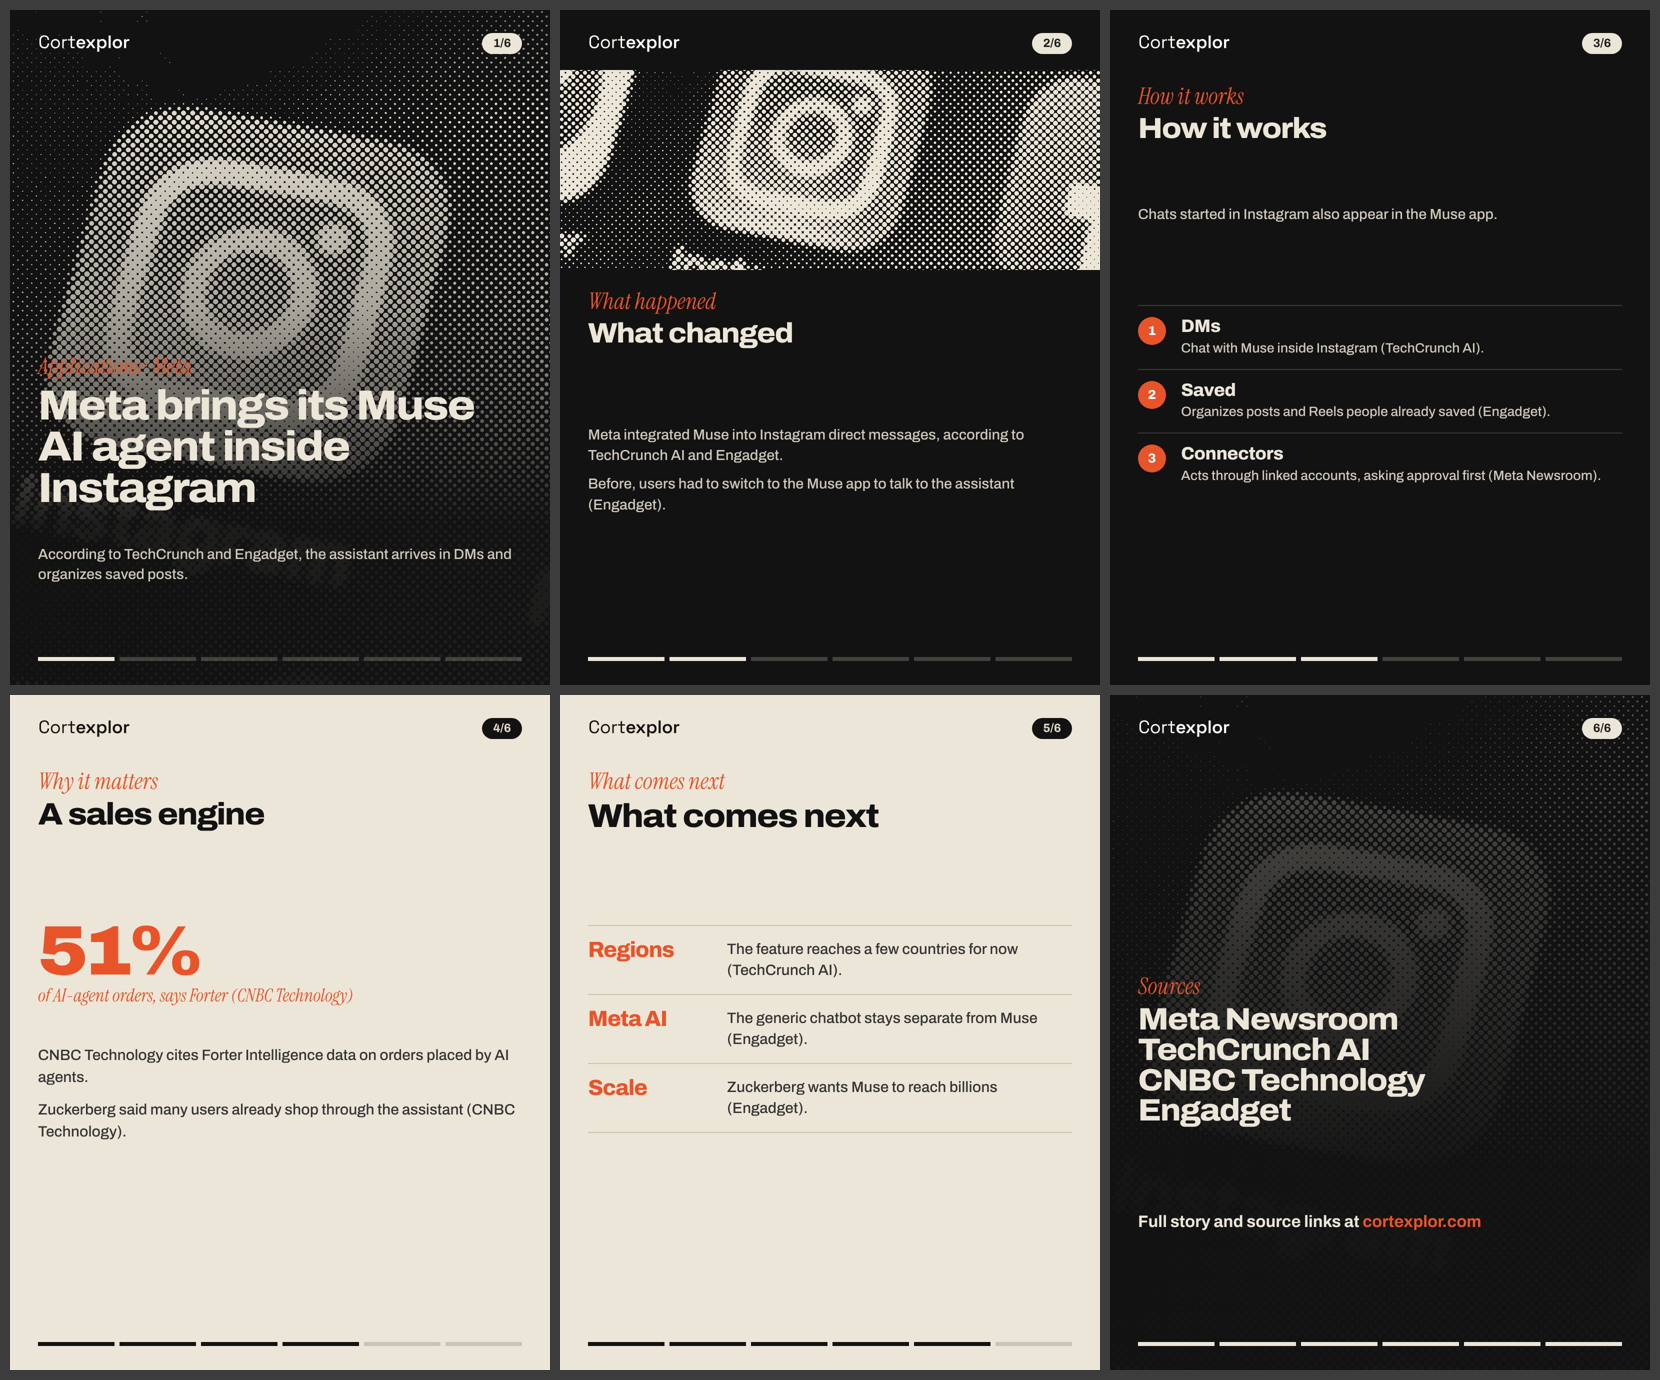 Cortexplor
1/6
Applications · Meta
Meta brings its Muse
AI agent inside
Instagram
According to TechCrunch and Engadget, the assistant arrives in DMs and
organizes saved posts.
Cortexplor
2/6
What happened
What changed
Meta integrated Muse into Instagram direct messages, according to
TechCrunch AI and Engadget.
Before, users had to switch to the Muse app to talk to the assistant
(Engadget).
Cortexplor
3/6
How it works
How it works
Chats started in Instagram also appear in the Muse app.
1
DMs
Chat with Muse inside Instagram (TechCrunch AI).
2
Saved
Organizes posts and Reels people already saved (Engadget).
3
Connectors
Acts through linked accounts, asking approval first (Meta Newsroom).
Cortexplor
4/6
Why it matters
A sales engine
51%
of AI-agent orders, says Forter (CNBC Technology)
CNBC Technology cites Forter Intelligence data on orders placed by AI
agents.
Zuckerberg said many users already shop through the assistant (CNBC
Technology).
Cortexplor
5/6
What comes next
What comes next
Regions
The feature reaches a few countries for now
(TechCrunch AI).
Meta AI
The generic chatbot stays separate from Muse
(Engadget).
Scale
Zuckerberg wants Muse to reach billions
(Engadget).
Cortexplor
6/6
Sources
Meta Newsroom
TechCrunch AI
CNBC Technology
Engadget
Full story and source links at cortexplor.com